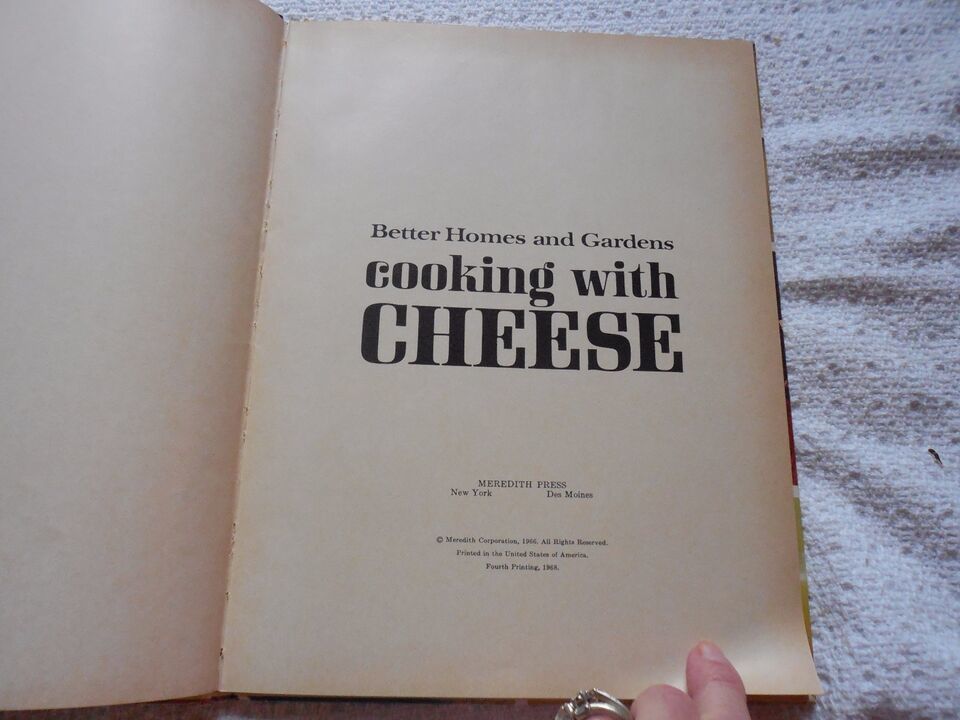 Better Homes and Gardens
cooking with
CHEESE
MEREDITH PRESS
New York Des Moines
© Meredith Corporation, 1966. All Rights Reserved.
Printed in the United States of America.
Fourth Printing, 1968.